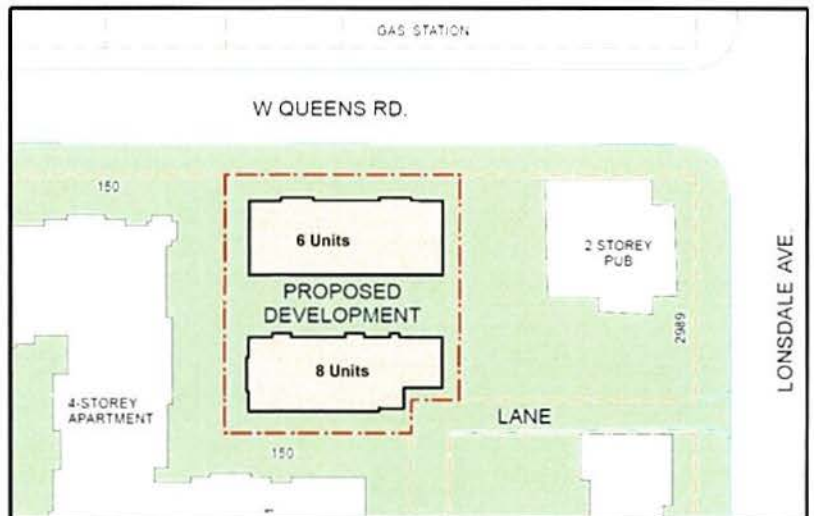 GAS STATION
W QUEENS RD.
150
6 Units
2 STOREY
PUB
PROPOSED
DEVELOPMENT
2989
LONSDALE AVE.
8 Units
4-STOREY
APARTMENT
LANE
150